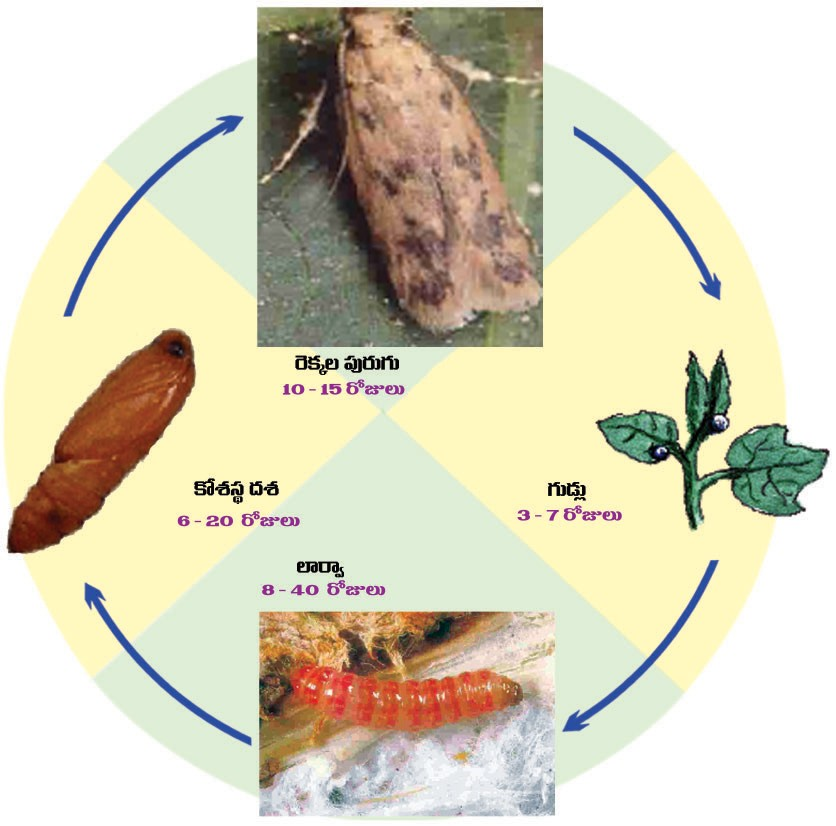 రెక్కల పురుగు
10 - 15 రోజులు
గుడ్లు
3 - 7 రోజులు
లార్వా
8 - 40 రోజులు
కోశస్థ దశ
6 - 20 రోజులు